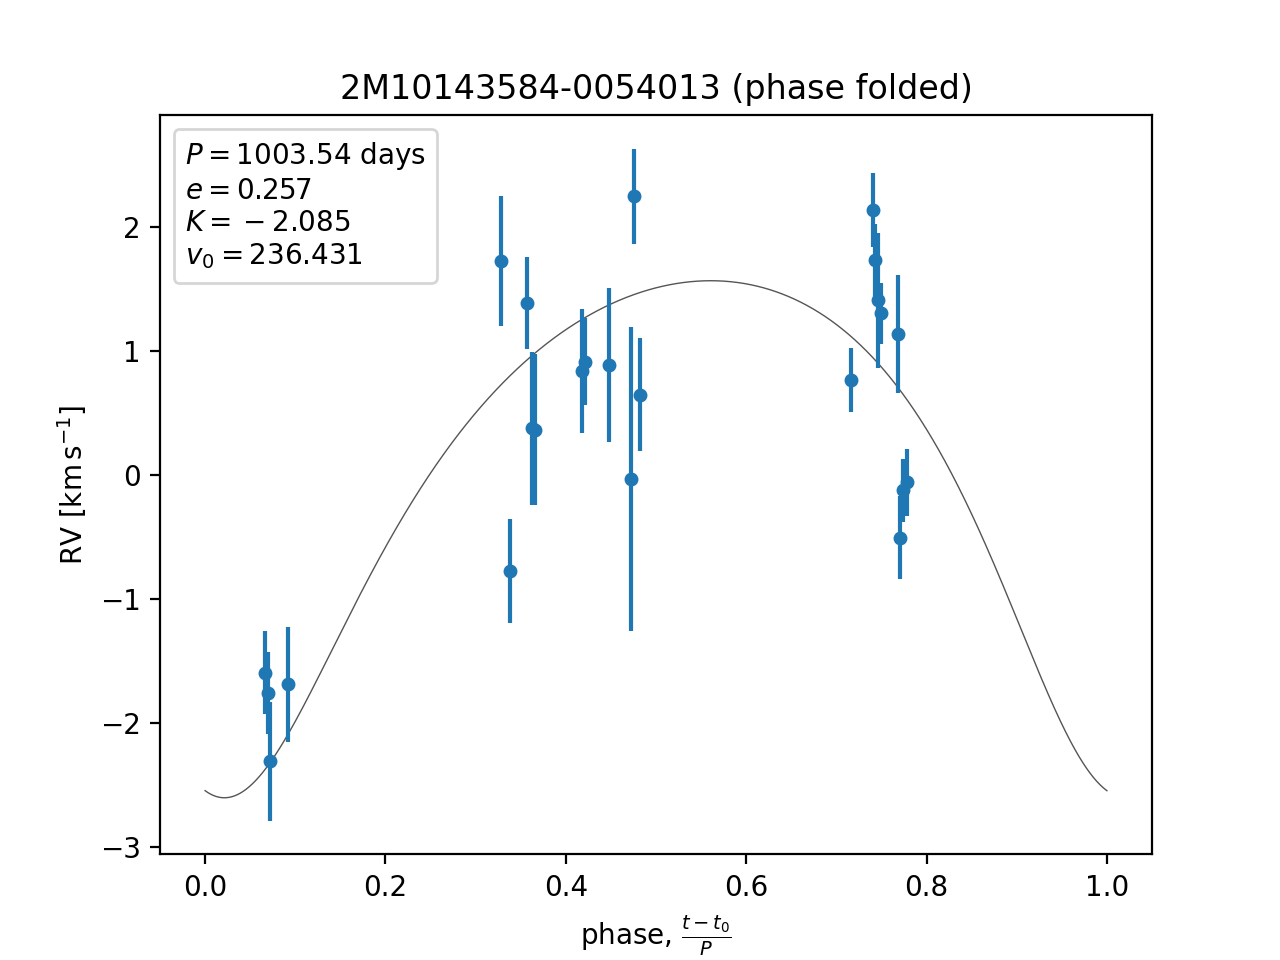 2M10143584-0054013 (phase folded)
P = 1003.54 days
e = 0.257
K = −2.085
v₀ = 236.431
RV [km s⁻¹]
2
1
0
−1
−2
−3
0.0 0.2 0.4 0.6 0.8 1.0
phase, (t − t₀)/P